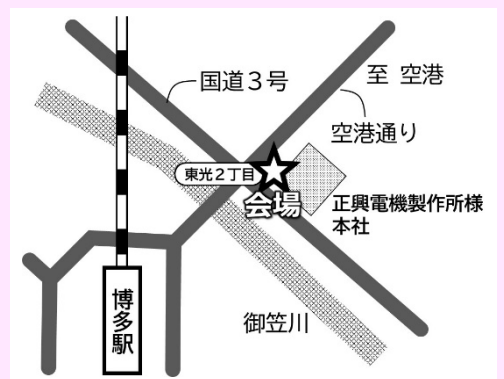 国道３号
至 空港
空港通り
東光２丁目
会場
正興電機製作所様
本社
博多駅
御笠川